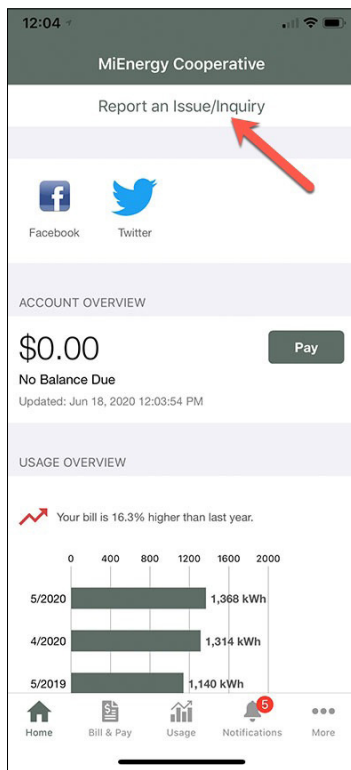 12:04
MiEnergy Cooperative
Report an Issue/Inquiry
f
Facebook Twitter
ACCOUNT OVERVIEW
$0.00
Pay
No Balance Due
Updated: Jun 18, 2020 12:03:54 PM
USAGE OVERVIEW
Your bill is 16.3% higher than last year.
0 400 800 1200 1600 2000
5/2020 1,368 kWh
4/2020 1,314 kWh
5/2019 1,140 kWh
5
Home Bill & Pay Usage Notifications More